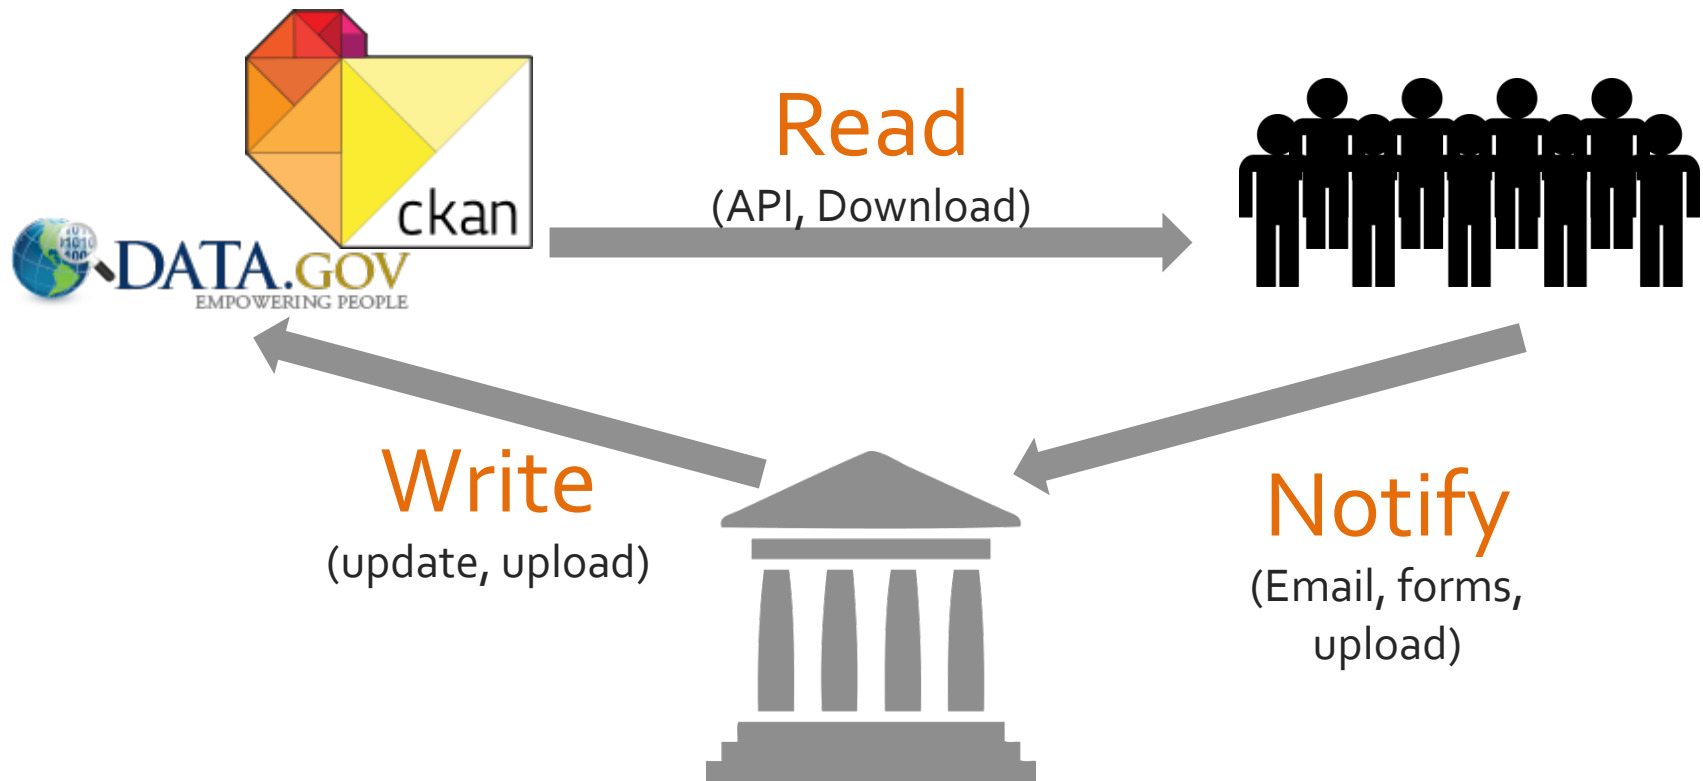 Read
(API, Download)
ckan
DATA.GOV
EMPOWERING PEOPLE
Write
(update, upload)
Notify
(Email, forms,
upload)